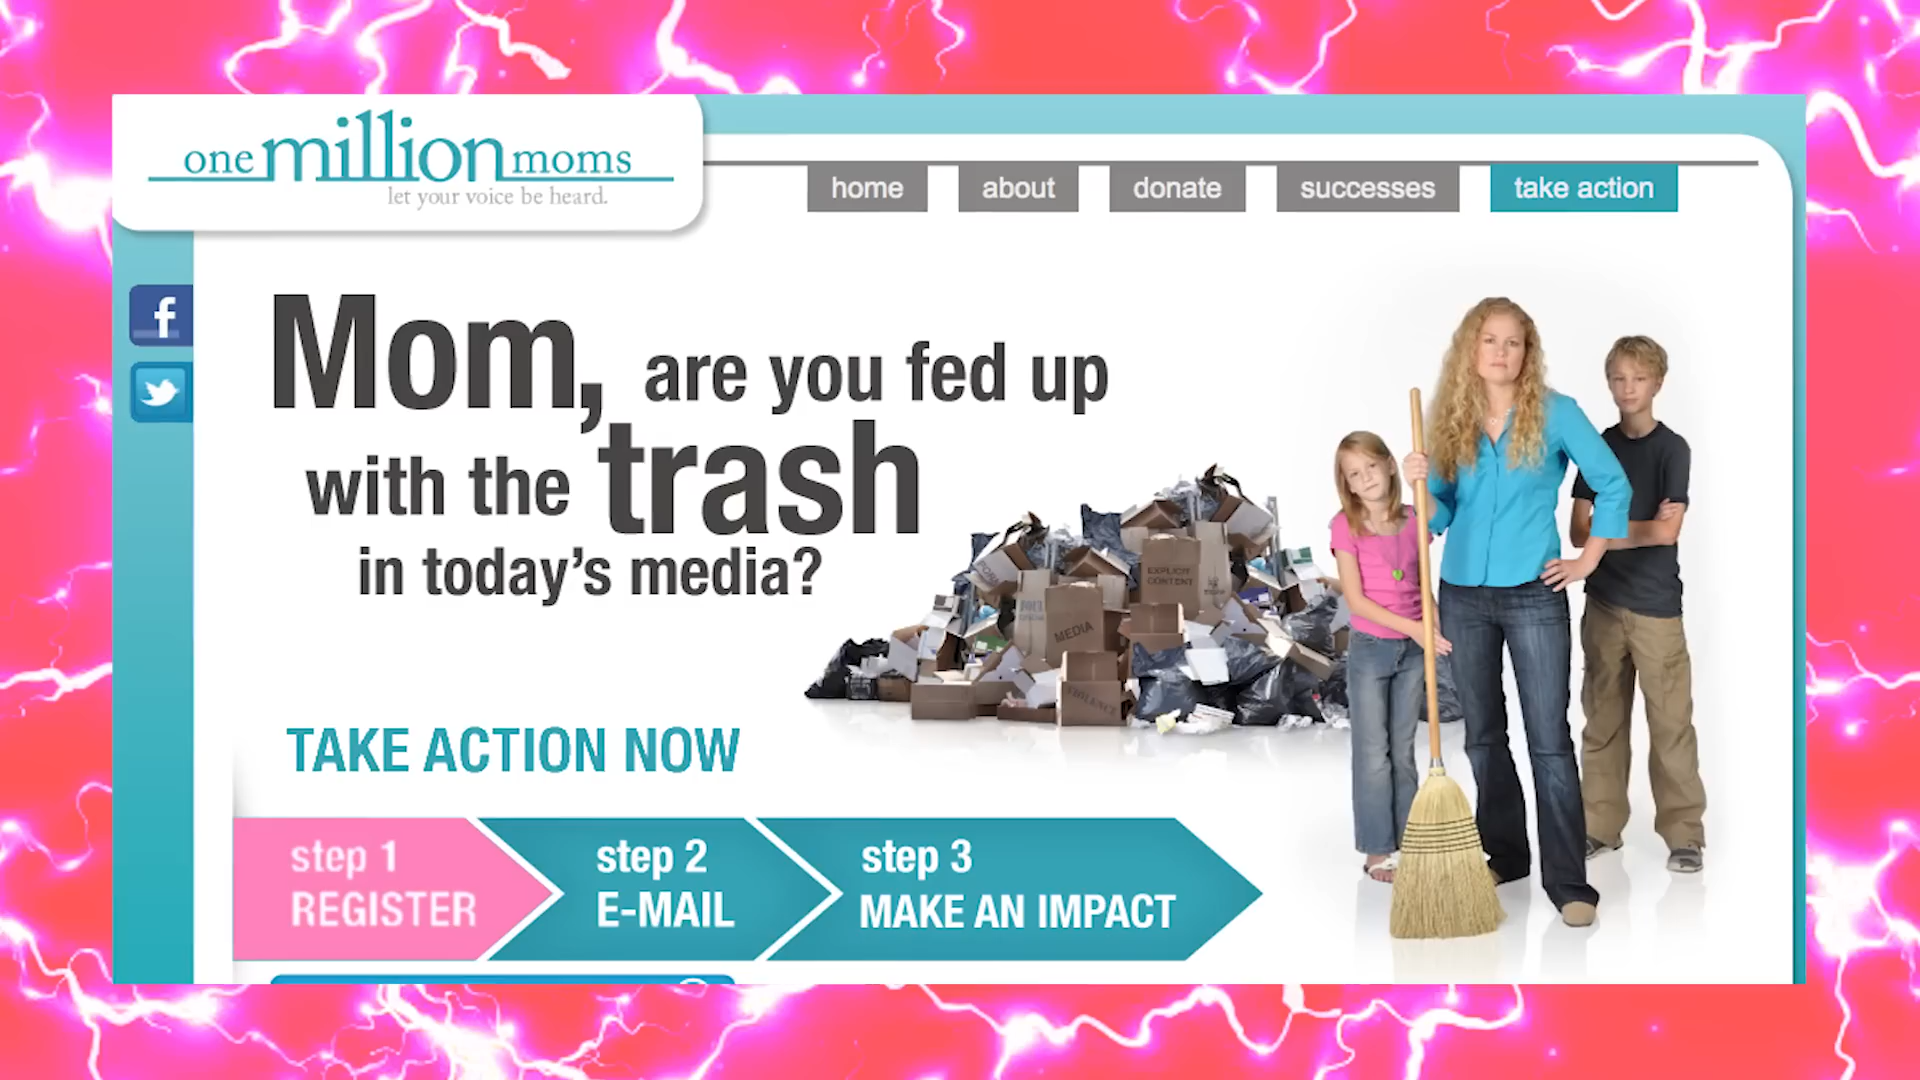 one million moms
let your voice be heard.
home
about
donate
successes
take action
f
Mom, are you fed up
with the trash
in today's media?
EXPLICIT
CONTENT
MEDIA
VIOLENCE
TAKE ACTION NOW
step 1
REGISTER
step 2
E-MAIL
step 3
MAKE AN IMPACT